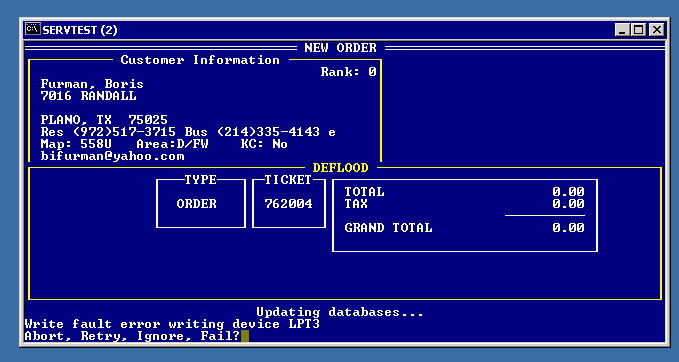 SERVTEST (2)
NEW ORDER
Customer Information
Rank: 0
Furman, Boris
7016 RANDALL
PLANO, TX  75025
Res (972)517-3715 Bus (214)335-4143 e
Map: 558U   Area:D/FW    KC: No
bifurman@yahoo.com
DEFLOOD
TYPE
ORDER
TICKET
762004
TOTAL 0.00
TAX 0.00
GRAND TOTAL 0.00
Updating databases...
Write fault error writing device LPT3
Abort, Retry, Ignore, Fail?